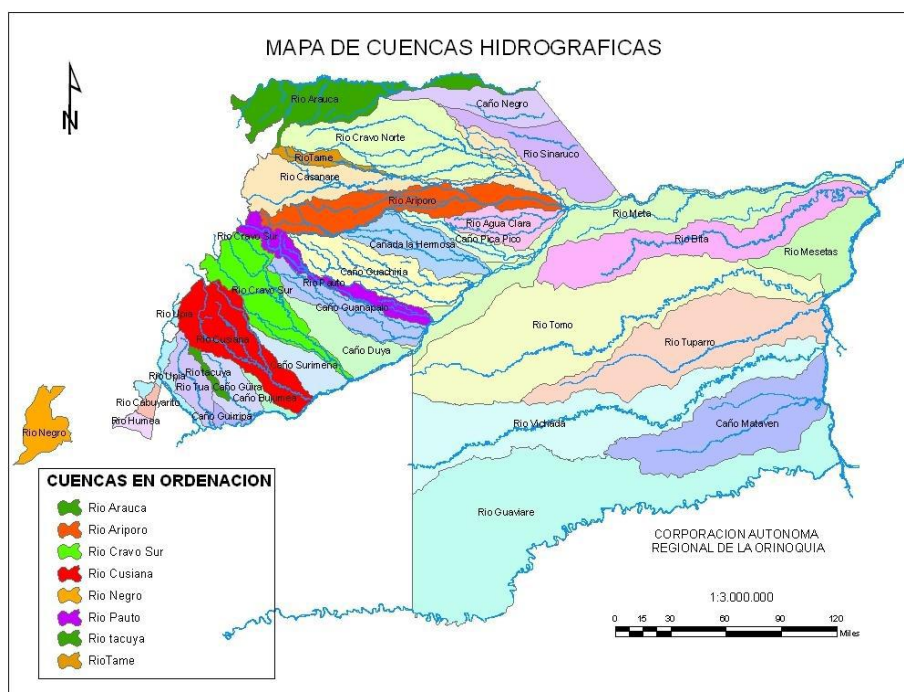 MAPA DE CUENCAS HIDROGRAFICAS
N
Rio Arauca
Caño Negro
Rio Cravo Norte
Rio Sinaruco
RioTame
Rio Casanare
Rio Ariporo
Rio Meta
Rio Agua Clara
Rio Cravo Sur
Cañada la Hermosa
Caño Pica Pico
Rio Bita
Rio Mesetas
Caño Guachiria
Rio Pauto
Rio Cravo Sur
Caño Guanapalo
Rio Upia
Rio Tomo
Rio Cusiana
Rio Tuparro
Caño Duya
Caño Surimena
Rio tacuya
Rio Upia
Rio Tua
Caño Güira
Rio Cabuyarito
Caño Bujumea
Caño Guirripa
Rio Humea
Rio Vichada
Caño Mataven
Rio Negro
Rio Guaviare
CUENCAS EN ORDENACION
Rio Arauca
Rio Ariporo
Rio Cravo Sur
Rio Cusiana
Rio Negro
Rio Pauto
Rio tacuya
RioTame
CORPORACION AUTONOMA
REGIONAL DE LA ORINOQUIA
1:3.000.000
0 15 30 60 90 120
Miles